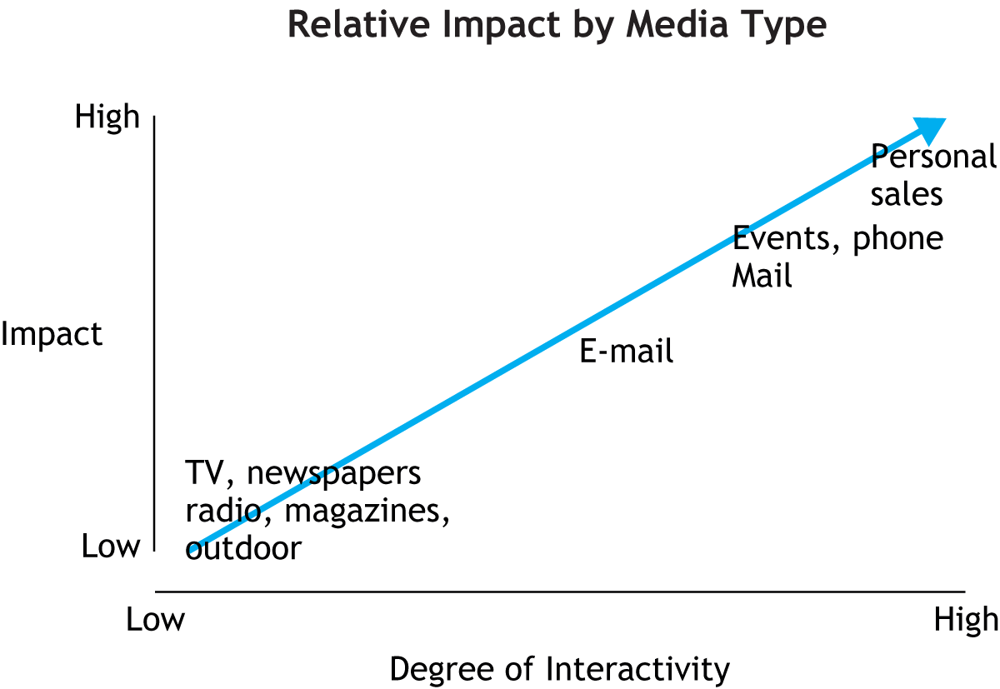 Relative Impact by Media Type
High
Personal
sales
Events, phone
Mail
Impact
E-mail
TV, newspapers
radio, magazines,
outdoor
Low
Low
High
Degree of Interactivity